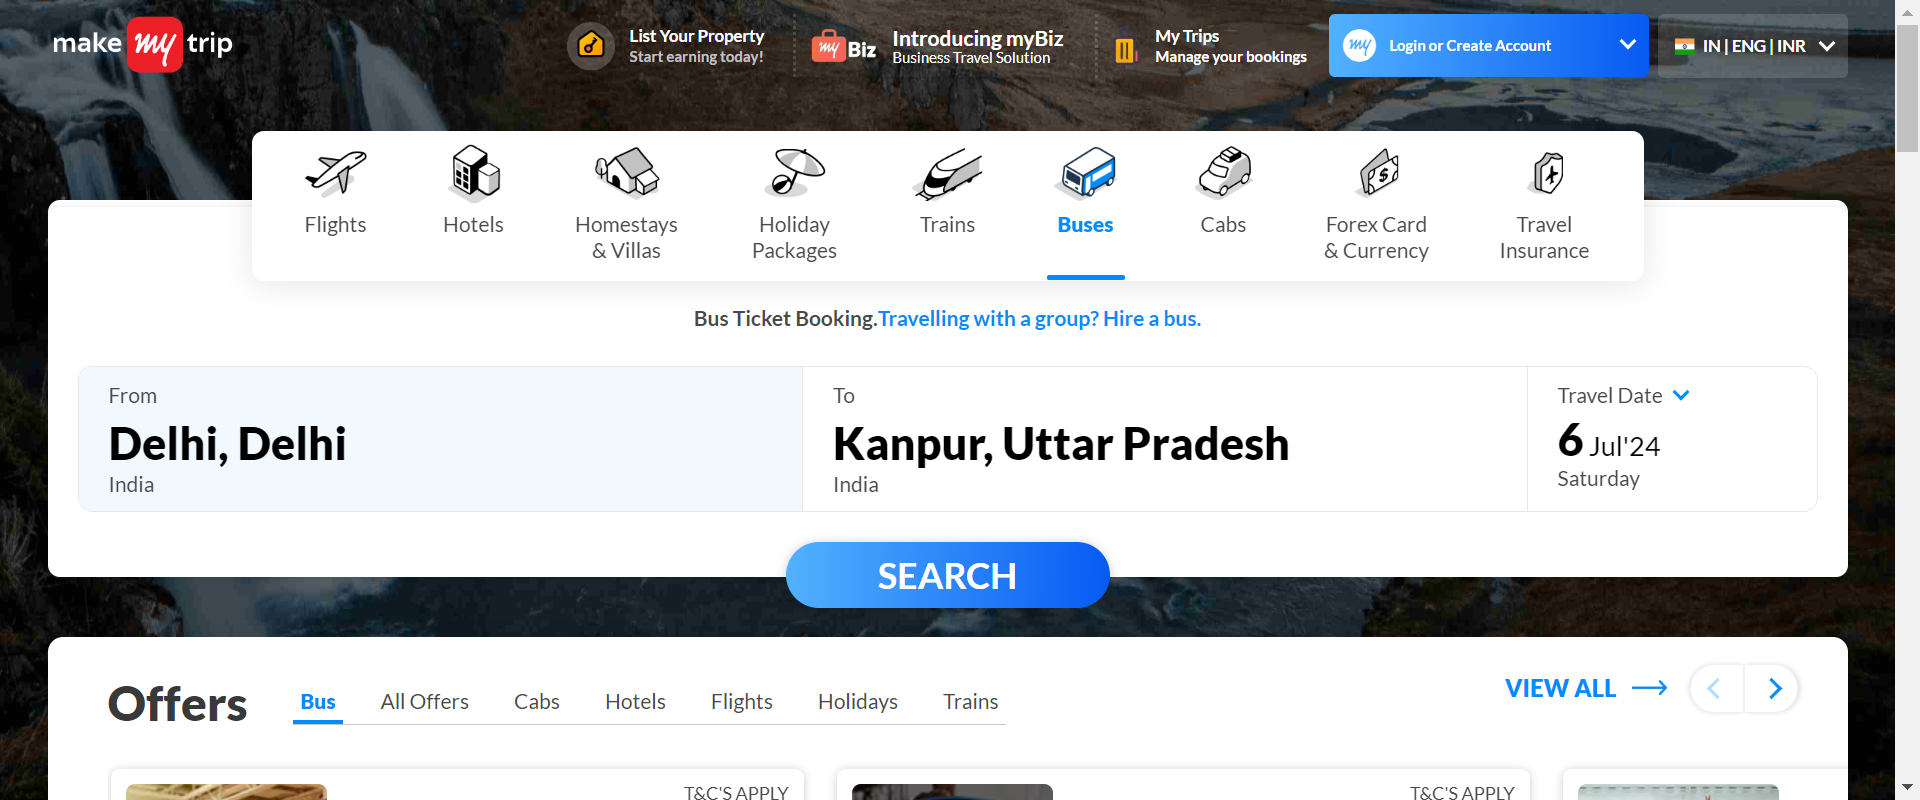 make my trip
List Your Property
Start earning today!
my Biz
Introducing myBiz
Business Travel Solution
My Trips
Manage your bookings
my Login or Create Account
IN | ENG | INR
Flights
Hotels
Homestays
& Villas
Holiday
Packages
Trains
Buses
Cabs
Forex Card
& Currency
Travel
Insurance
Bus Ticket Booking.Travelling with a group? Hire a bus.
From
Delhi, Delhi
India
To
Kanpur, Uttar Pradesh
India
Travel Date
6 Jul'24
Saturday
SEARCH
Offers
Bus
All Offers
Cabs
Hotels
Flights
Holidays
Trains
VIEW ALL
T&C'S APPLY
T&C'S APPLY